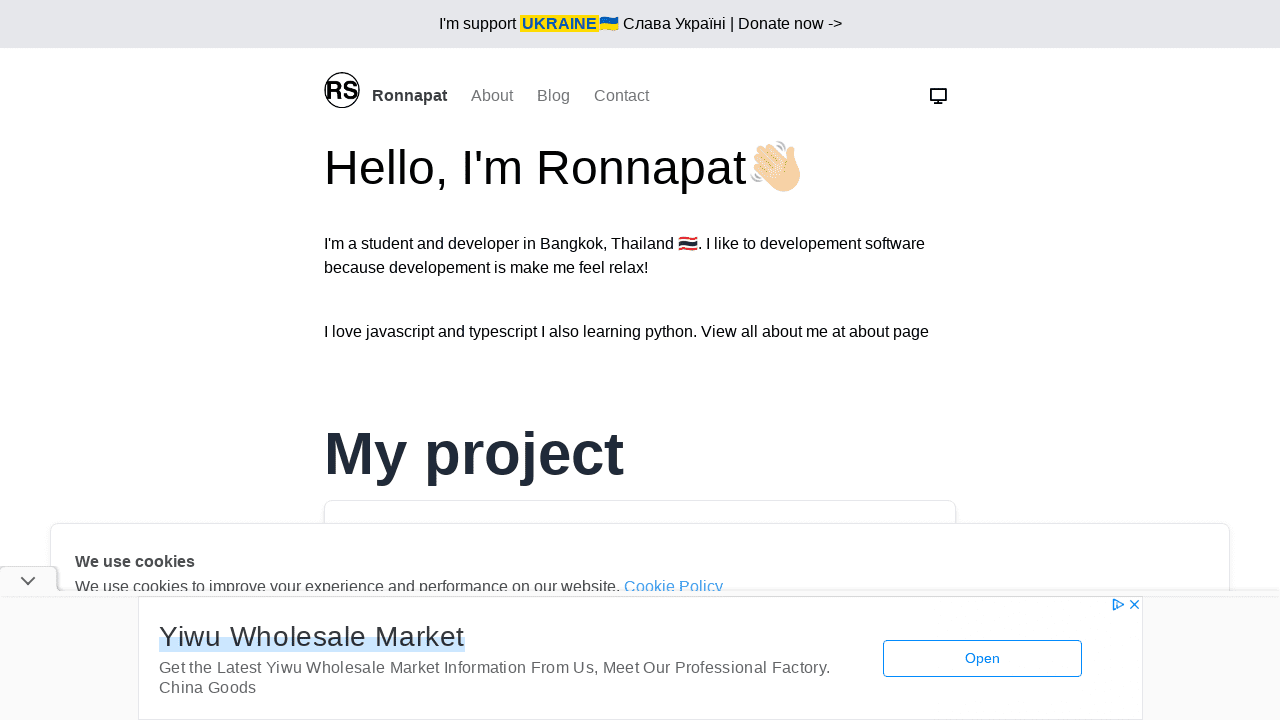 I'm support UKRAINE🇺🇦 Слава Україні | Donate now ->
RS Ronnapat About Blog Contact
Hello, I'm Ronnapat👋🏼
I'm a student and developer in Bangkok, Thailand 🇹🇭. I like to developement software
because developement is make me feel relax!
I love javascript and typescript I also learning python. View all about me at about page
My project
We use cookies
We use cookies to improve your experience and performance on our website. Cookie Policy
Yiwu Wholesale Market
Get the Latest Yiwu Wholesale Market Information From Us, Meet Our Professional Factory.
China Goods
Open